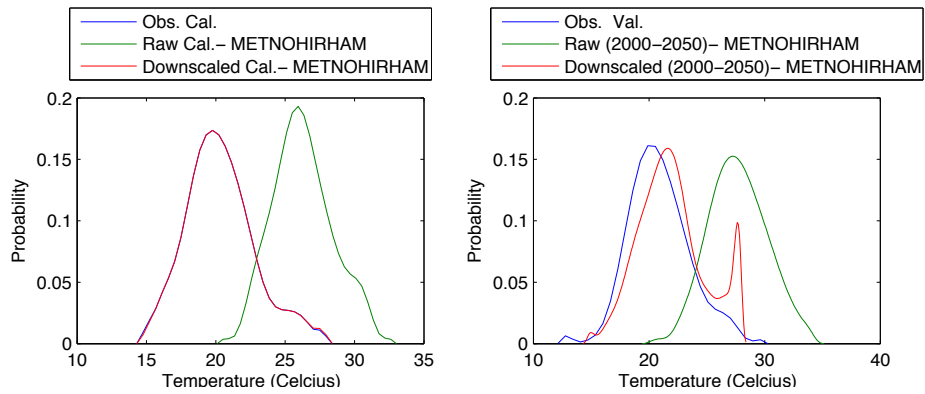 Obs. Cal.
Raw Cal.− METNOHIRHAM
Downscaled Cal.− METNOHIRHAM
0.2
0.15
0.1
0.05
0
10 15 20 25 30 35
Probability
Temperature (Celcius)
Obs. Val.
Raw (2000−2050)− METNOHIRHAM
Downscaled (2000−2050)− METNOHIRHAM
0.2
0.15
0.1
0.05
0
10 20 30 40
Probability
Temperature (Celcius)